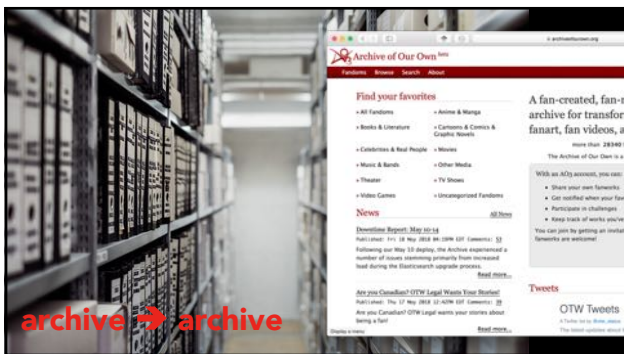 archiveofourown.org
Archive of Our Own beta
Fandoms Browse Search About
Find your favorites
» All Fandoms
» Anime & Manga
» Books & Literature
» Cartoons & Comics &
Graphic Novels
» Celebrities & Real People
» Movies
» Music & Bands
» Other Media
» Theater
» TV Shows
» Video Games
» Uncategorized Fandoms
News
All News
Downtime Report: May 10-14
Published: Fri 18 May 2018 04:19PM EDT Comments: 53
Following our May 10 deploy, the Archive experienced a
number of issues stemming primarily from increased
load during the Elasticsearch upgrade process.
Read more...
Are you Canadian? OTW Legal Wants Your Stories!
Published: Thu 17 May 2018 12:42PM EDT Comments: 39
Are you Canadian? OTW Legal wants your stories about
being a fan!
Read more...
A fan-created, fan-r
archive for transfor
fanart, fan videos, a
more than 28340
The Archive of Our Own is a
With an AO3 account, you can:
• Share your own fanworks
• Get notified when your fav
• Participate in challenges
• Keep track of works you've
You can join by getting an invitat
fanworks are welcome!
Tweets
OTW Tweets
The latest updates about
archive → archive